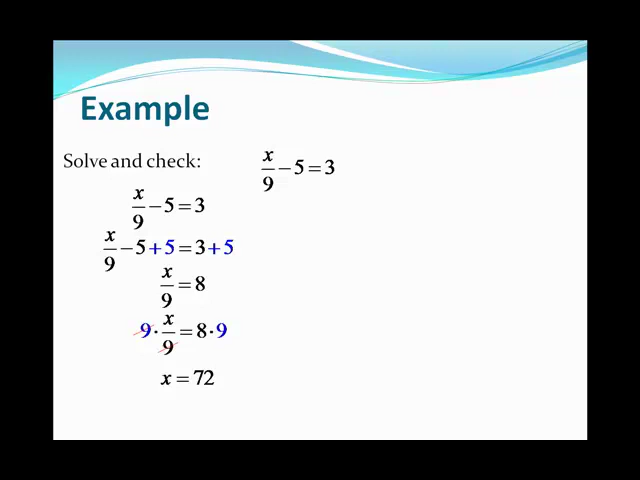 Example
Solve and check: x/9 − 5 = 3
x/9 − 5 = 3
x/9 − 5 + 5 = 3 + 5
x/9 = 8
9 · x/9 = 8 · 9
x = 72